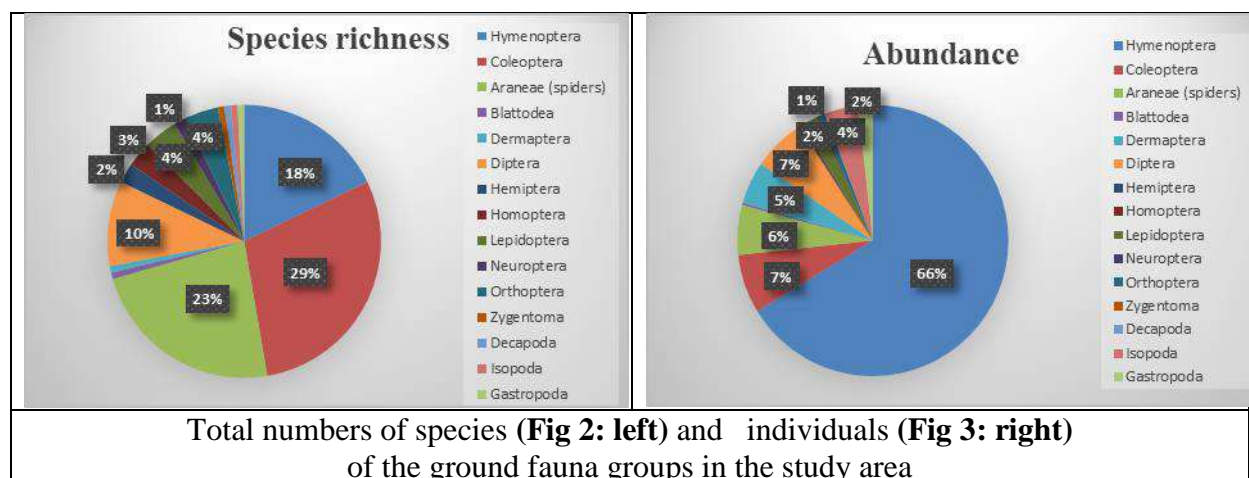 Species richness
Hymenoptera
Coleoptera
Araneae (spiders)
Blattodea
Dermaptera
Diptera
Hemiptera
Homoptera
Lepidoptera
Neuroptera
Orthoptera
Zygentoma
Decapoda
Isopoda
Gastropoda
1%
4%
3%
4%
2%
18%
10%
29%
23%
Abundance
Hymenoptera
Coleoptera
Araneae (spiders)
Blattodea
Dermaptera
Diptera
Hemiptera
Homoptera
Lepidoptera
Neuroptera
Orthoptera
Zygentoma
Decapoda
Isopoda
Gastropoda
1%
2%
2%
4%
7%
5%
6%
7%
66%
Total numbers of species (Fig 2: left) and individuals (Fig 3: right)
of the ground fauna groups in the study area